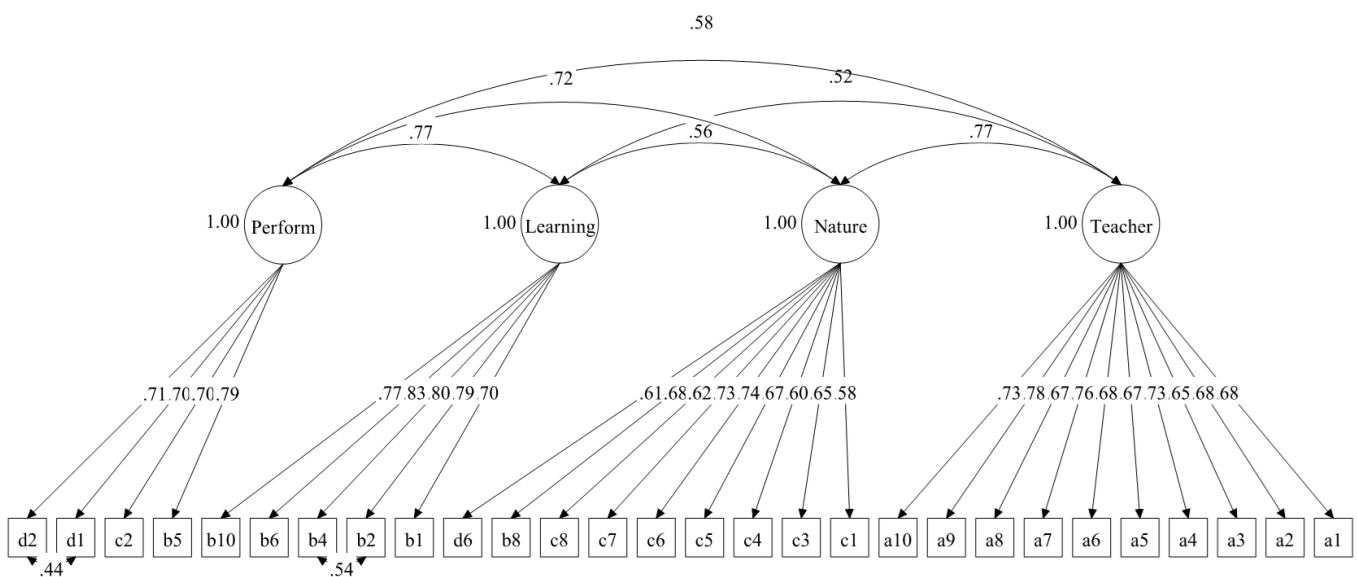 .58
.72 .52
.77 .56 .77
1.00 Perform 1.00 Learning 1.00 Nature 1.00 Teacher
.71 .70 .70 .79 .77 .83 .80 .79 .70 .61 .68 .62 .73 .74 .67 .60 .65 .58 .73 .78 .67 .76 .68 .67 .73 .65 .68 .68
d2 d1 c2 b5 b10 b6 b4 b2 b1 d6 b8 c8 c7 c6 c5 c4 c3 c1 a10 a9 a8 a7 a6 a5 a4 a3 a2 a1
.44 .54